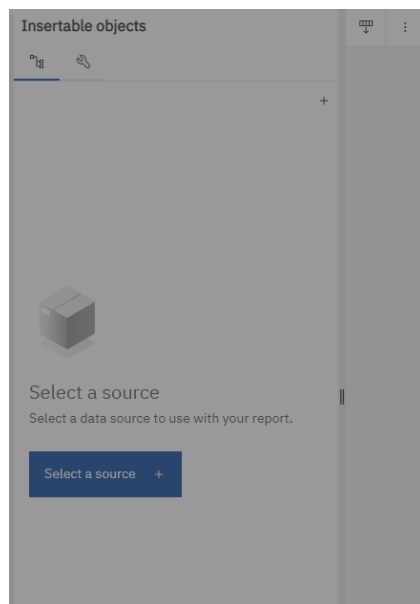 Insertable objects
Select a source
Select a data source to use with your report.
Select a source +